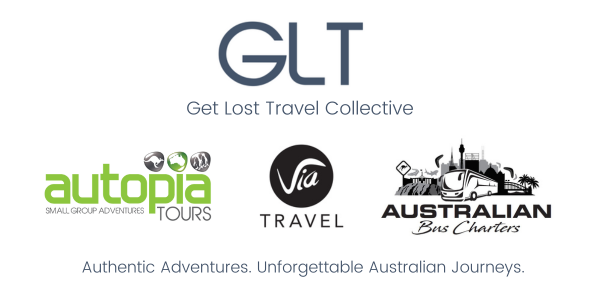 GLT
Get Lost Travel Collective
autopia
SMALL GROUP ADVENTURES TOURS
Via
TRAVEL
AUSTRALIAN
Bus Charters
Authentic Adventures. Unforgettable Australian Journeys.